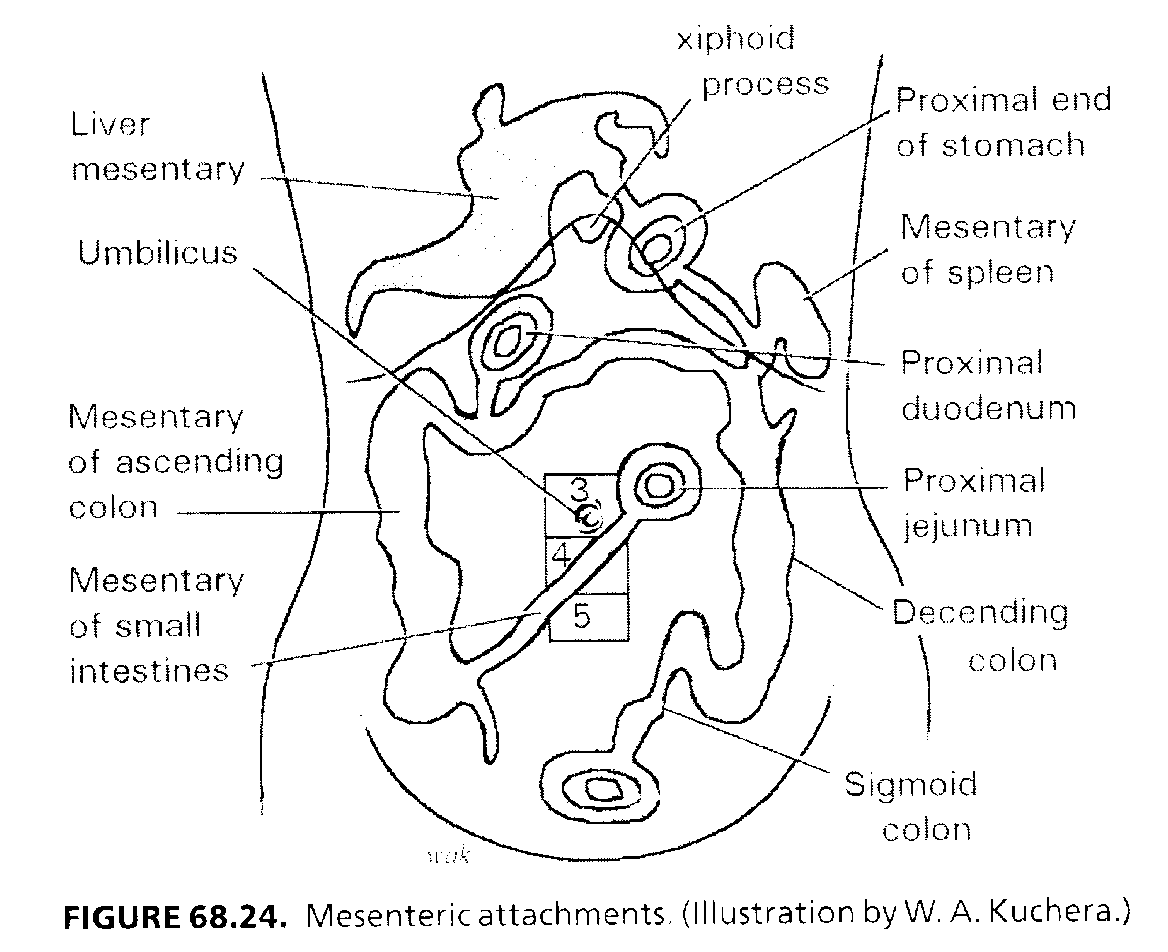 xiphoid
process
Proximal end
of stomach
Liver
mesentary
Mesentary
of spleen
Umbilicus
Proximal
duodenum
Mesentary
of ascending
colon
Proximal
jejunum
3
4
5
Mesentary
of small
intestines
Decending
colon
Sigmoid
colon
wak
FIGURE 68.24. Mesenteric attachments. (Illustration by W. A. Kuchera.)